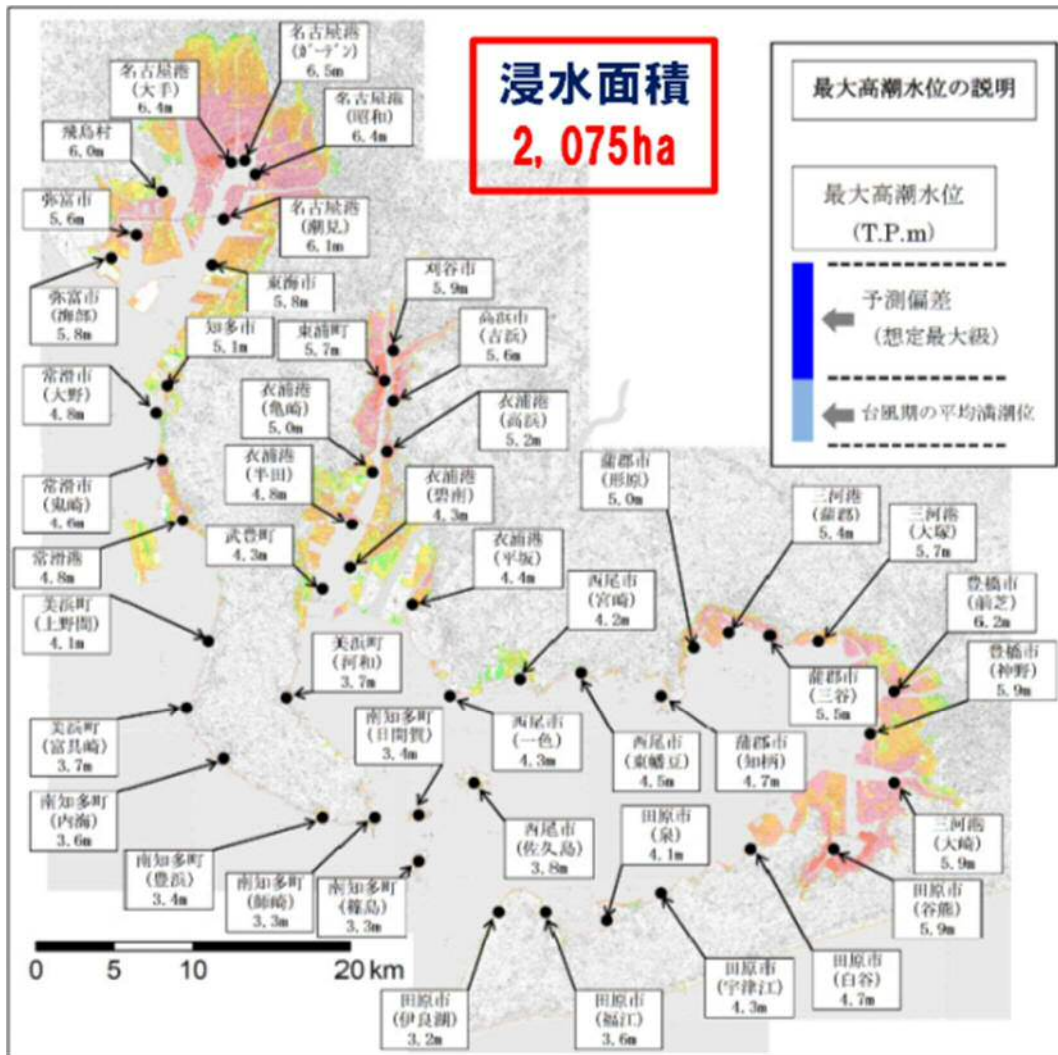 名古屋港
(ガーデン)
6.5m
名古屋港
(大手)
6.4m
名古屋港
(昭和)
6.4m
飛島村
6.0m
弥富市
5.6m
名古屋港
(潮見)
6.1m
弥富市
(海部)
5.8m
東海市
5.8m
浸水面積
2,075ha
最大高潮水位の説明
最大高潮水位
(T.P.m)
予測偏差
(想定最大級)
台風期の平均満潮位
刈谷市
5.9m
知多市
5.1m
東浦町
5.7m
高浜市
(吉浜)
5.6m
常滑市
(大野)
4.8m
衣浦港
(亀崎)
5.0m
衣浦港
(高浜)
5.2m
常滑市
(鬼崎)
4.6m
衣浦港
(半田)
4.8m
衣浦港
(碧南)
4.3m
蒲郡市
(形原)
5.0m
三河港
(蒲郡)
5.4m
三河港
(大塚)
5.7m
常滑港
4.8m
武豊町
4.3m
衣浦港
(平坂)
4.4m
西尾市
(宮崎)
4.2m
豊橋市
(前芝)
6.2m
美浜町
(上野間)
4.1m
美浜町
(河和)
3.7m
豊橋市
(神野)
5.9m
蒲郡市
(三谷)
5.5m
美浜町
(富具崎)
3.7m
南知多町
(日間賀)
3.4m
西尾市
(一色)
4.3m
西尾市
(東幡豆)
4.5m
蒲郡市
(知柄)
4.7m
南知多町
(内海)
3.6m
西尾市
(佐久島)
3.8m
田原市
(泉)
4.1m
三河港
(大崎)
5.9m
南知多町
(豊浜)
3.4m
南知多町
(師崎)
3.3m
南知多町
(篠島)
3.3m
田原市
(谷熊)
5.9m
0 5 10 20 km
田原市
(伊良湖)
3.2m
田原市
(福江)
3.6m
田原市
(宇津江)
4.3m
田原市
(白谷)
4.7m